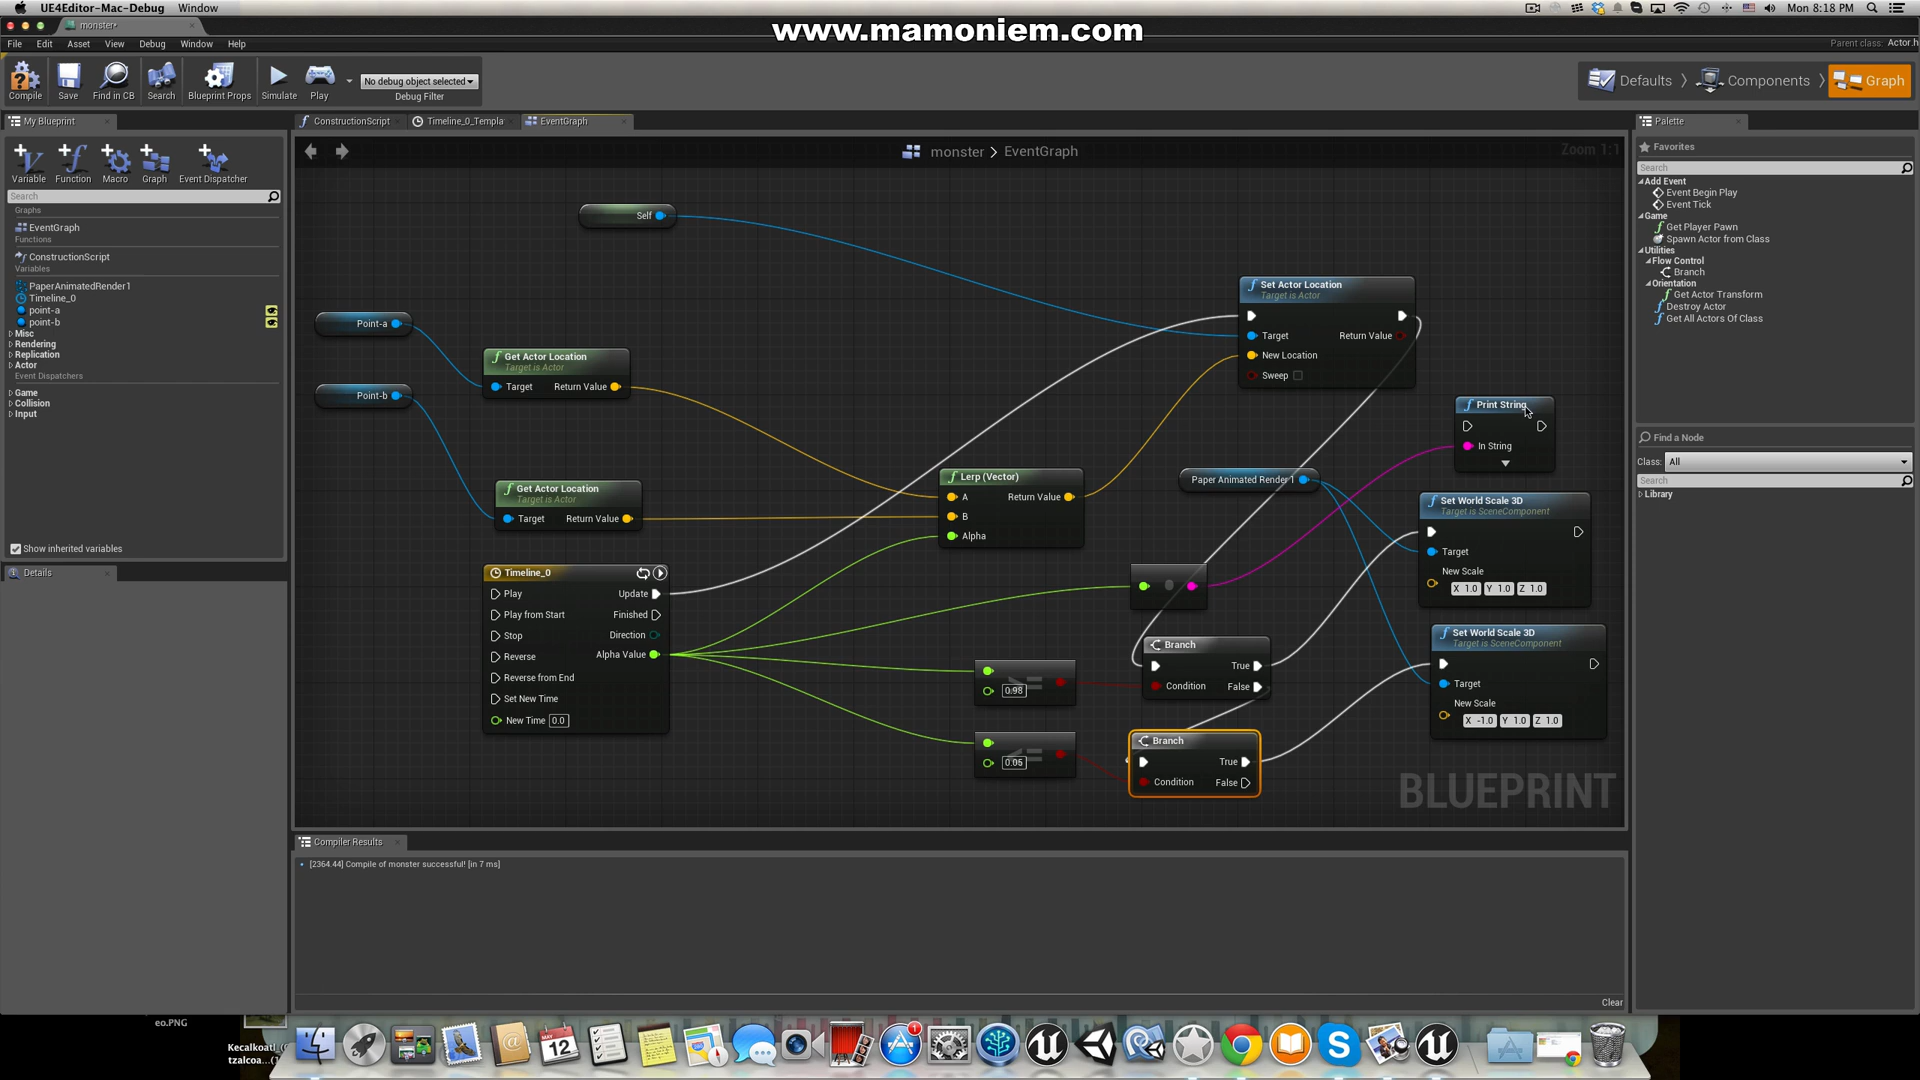 UE4Editor-Mac-Debug Window
Mon 8:18 PM
monster*
www.mamoniem.com
File Edit Asset View Debug Window Help
Parent class: Actor.h
Compile Save Find in CB Search Blueprint Props Simulate Play
No debug object selected
Debug Filter
Defaults Components Graph
My Blueprint
ConstructionScript Timeline_0_Templa EventGraph
Palette
Variable Function Macro Graph Event Dispatcher
Search
Graphs
EventGraph
Functions
ConstructionScript
Variables
PaperAnimatedRender1
Timeline_0
point-a
point-b
Misc
Rendering
Replication
Actor
Event Dispatchers
Game
Collision
Input
Show inherited variables
Details
monster > EventGraph
Zoom 1:1
Self
Point-a
Point-b
Get Actor Location
Target is Actor
Target Return Value
Get Actor Location
Target is Actor
Target Return Value
Timeline_0
Play Update
Play from Start Finished
Stop Direction
Reverse Alpha Value
Reverse from End
Set New Time
New Time 0.0
Lerp (Vector)
A Return Value
B
Alpha
Set Actor Location
Target is Actor
Target Return Value
New Location
Sweep
Print String
In String
Paper Animated Render 1
Set World Scale 3D
Target is SceneComponent
Target
New Scale
X 1.0 Y 1.0 Z 1.0
Set World Scale 3D
Target is SceneComponent
Target
New Scale
X -1.0 Y 1.0 Z 1.0
>=
0.98
<=
0.05
Branch
True
Condition False
Branch
True
Condition False
BLUEPRINT
Favorites
Search
Add Event
Event Begin Play
Event Tick
Game
Get Player Pawn
Spawn Actor from Class
Utilities
Flow Control
Branch
Orientation
Get Actor Transform
Destroy Actor
Get All Actors Of Class
Find a Node
Class: All
Search
Library
Compiler Results
[2364.44] Compile of monster successful! [in 7 ms]
Clear
eo.PNG
Kecalkoatl_(
tzalcoa...
MAY
12
1